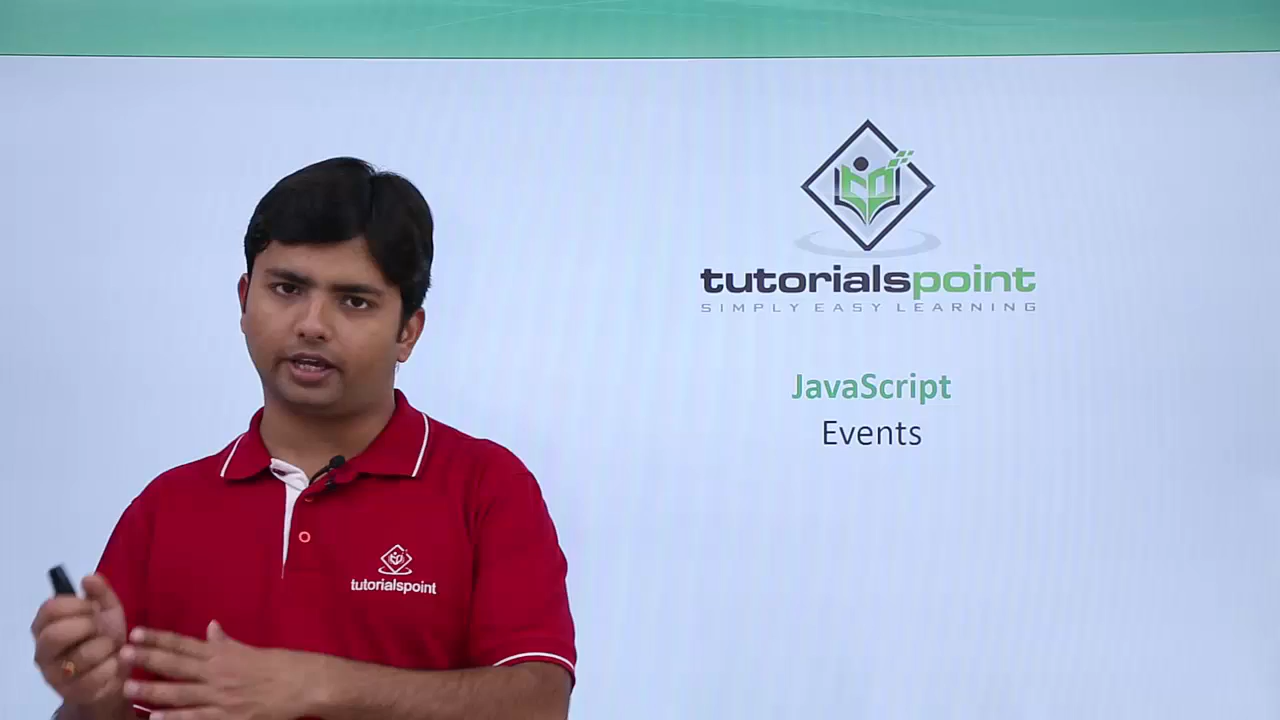 tutorialspoint
SIMPLY EASY LEARNING
JavaScript
Events
tutorialspoint